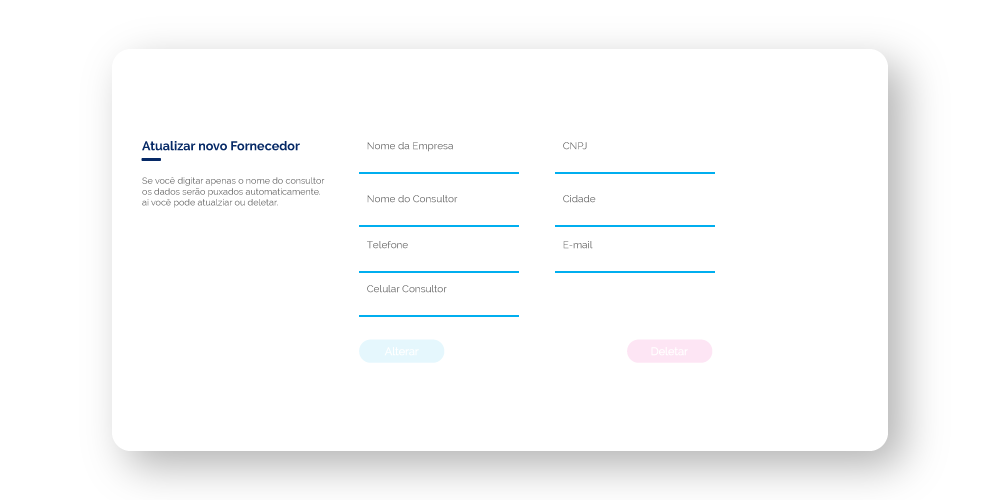 Atualizar novo Fornecedor
Se você digitar apenas o nome do consultor
os dados serão puxados automaticamente.
ai você pode atualziar ou deletar.
Nome da Empresa
CNPJ
Nome do Consultor
Cidade
Telefone
E-mail
Celular Consultor
Alterar
Deletar